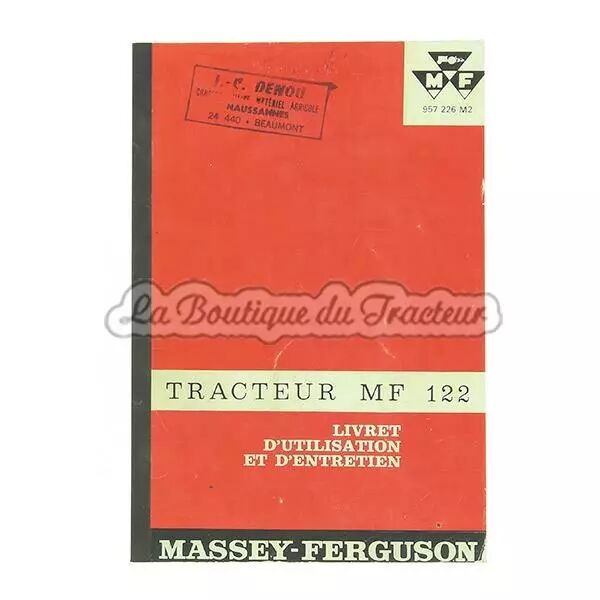 MF
957 226 M2
J.-C. DENOU
MATÉRIEL AGRICOLE
NAUSSANNES
24 440 • BEAUMONT
La Boutique du Tracteur
TRACTEUR MF 122
LIVRET
D'UTILISATION
ET D'ENTRETIEN
MASSEY-FERGUSON